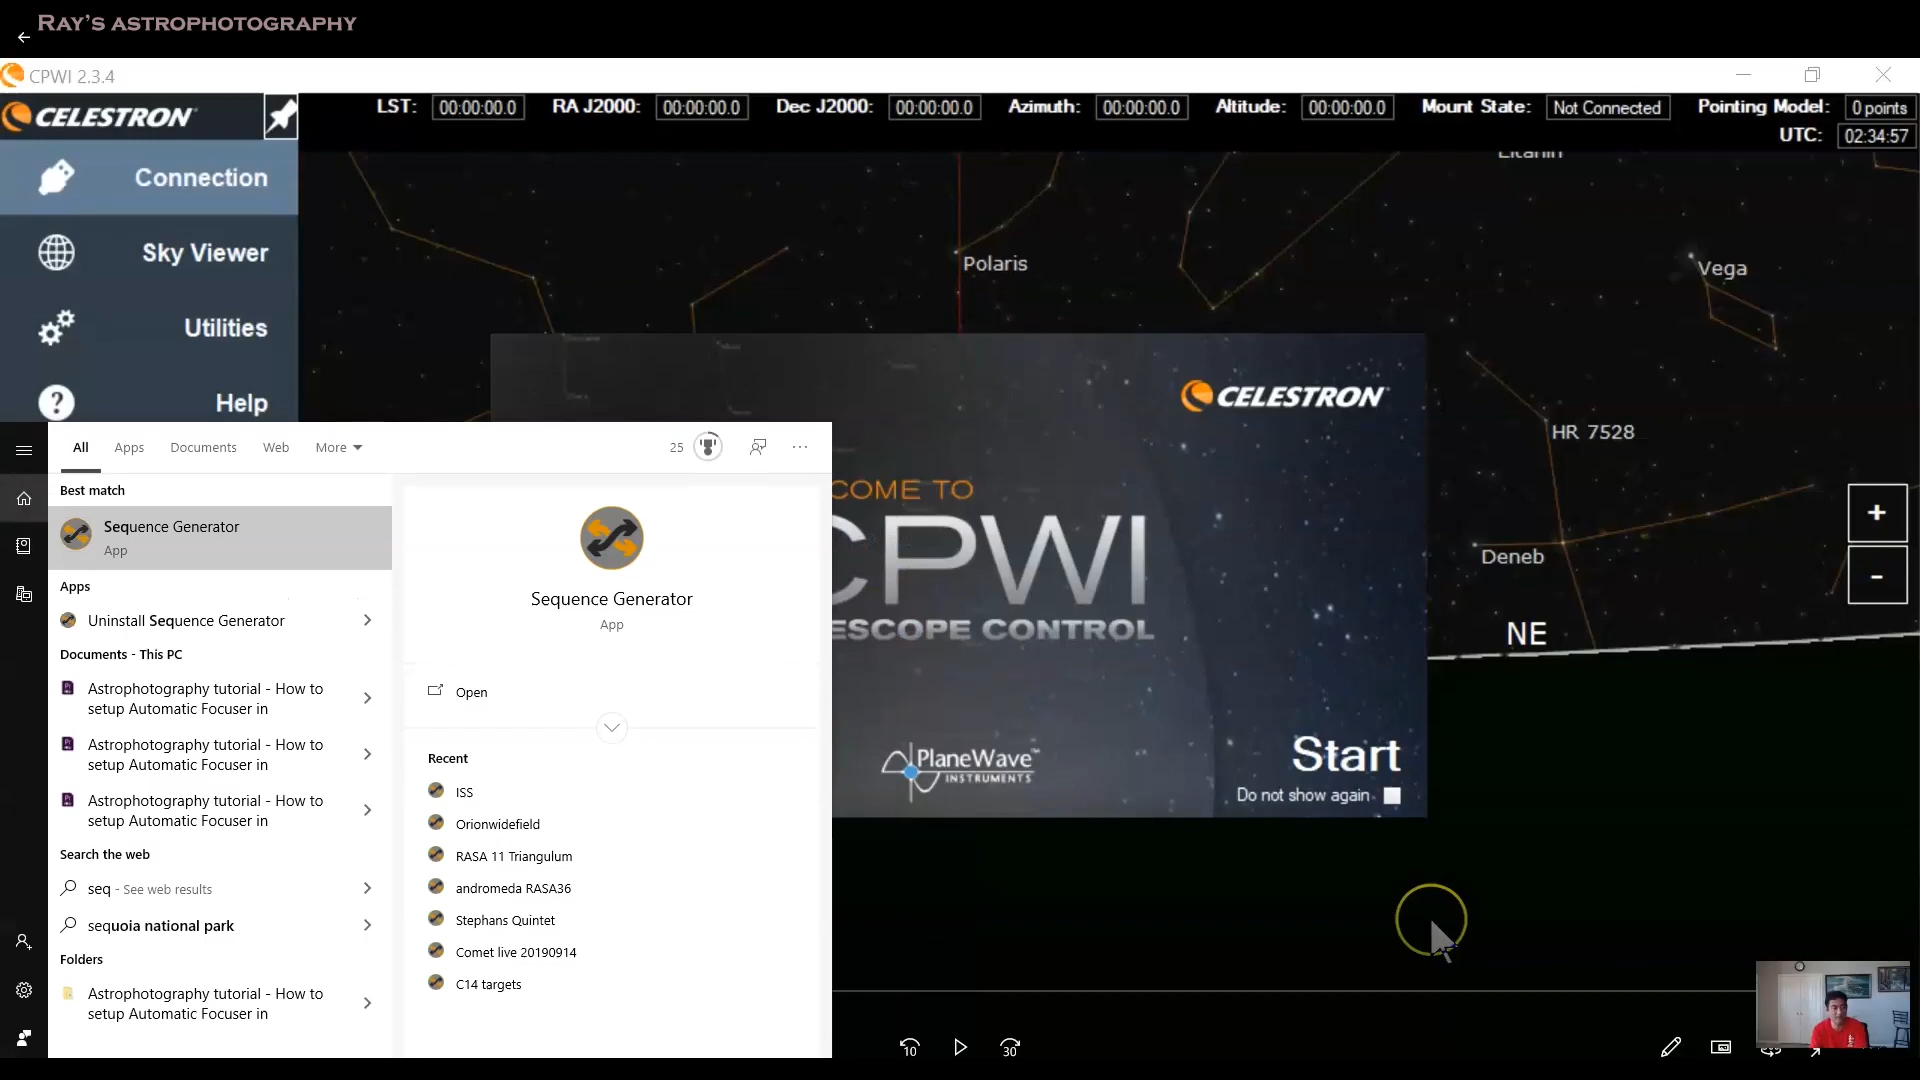 RAY'S ASTROPHOTOGRAPHY
CPWI 2.3.4
CELESTRON
LST: 00:00:00.0 RA J2000: 00:00:00.0 Dec J2000: 00:00:00.0 Azimuth: 00:00:00.0 Altitude: 00:00:00.0 Mount State: Not Connected Pointing Model: 0 points
UTC: 02:34:57
Connection
Sky Viewer
Utilities
Help
Polaris
Vega
HR 7528
Deneb
NE
+
-
CELESTRON
COME TO
CPWI
ESCOPE CONTROL
PlaneWave™
INSTRUMENTS
Start
Do not show again
All Apps Documents Web More 25
Best match
Sequence Generator
App
Apps
Uninstall Sequence Generator
Documents - This PC
Astrophotography tutorial - How to
setup Automatic Focuser in
Astrophotography tutorial - How to
setup Automatic Focuser in
Astrophotography tutorial - How to
setup Automatic Focuser in
Search the web
seq - See web results
sequoia national park
Folders
Astrophotography tutorial - How to
setup Automatic Focuser in
Sequence Generator
App
Open
Recent
ISS
Orionwidefield
RASA 11 Triangulum
andromeda RASA36
Stephans Quintet
Comet live 20190914
C14 targets
10
30